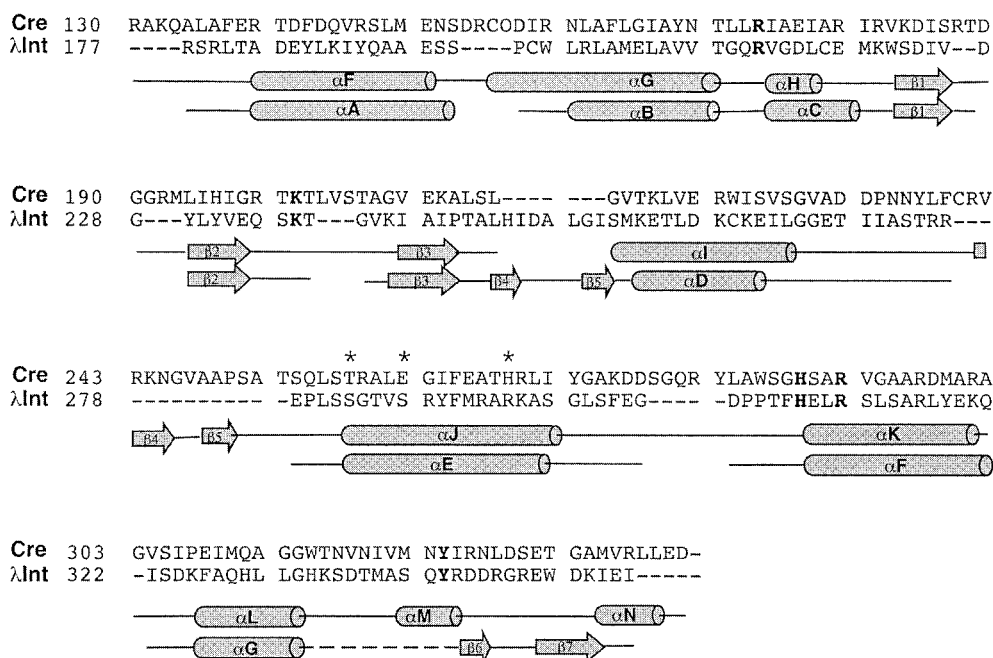 Cre 130 RAKQALAFER TDFDQVRSLM ENSDRCODIR NLAFLGIAYN TLLRIAEIAR IRVKDISRTD
λInt 177 ----RSRLTA DEYLKIYQAA ESS----PCW LRLAMELAVV TGQRVGDLCE MKWSDIV--D
αF αG αH β1
αA αB αC β1
Cre 190 GGRMLIHIGR TKTLVSTAGV EKALSL---- ---GVTKLVE RWISVSGVAD DPNNYLFCRV
λInt 228 G---YLYVEQ SKT---GVKI AIPTALHIDA LGISMKETLD KCKEILGGET IIASTRR---
β2 β3 αI
β2 β3 β4 β5 αD
* * *
Cre 243 RKNGVAAPSA TSQLSTRALE GIFEATHRLI YGAKDDSGQR YLAWSGHSAR VGAARDMARA
λInt 278 ---------- -EPLSSGTVS RYFMRARKAS GLSFEG---- -DPPTFHELR SLSARLYEKQ
β4 β5 αJ αK
αE αF
Cre 303 GVSIPEIMQA GGWTNVNIVM NYIRNLDSET GAMVRLLED-
λInt 322 -ISDKFAQHL LGHKSDTMAS QYRDDRGREW DKIEI-----
αL αM αN
αG β6 β7